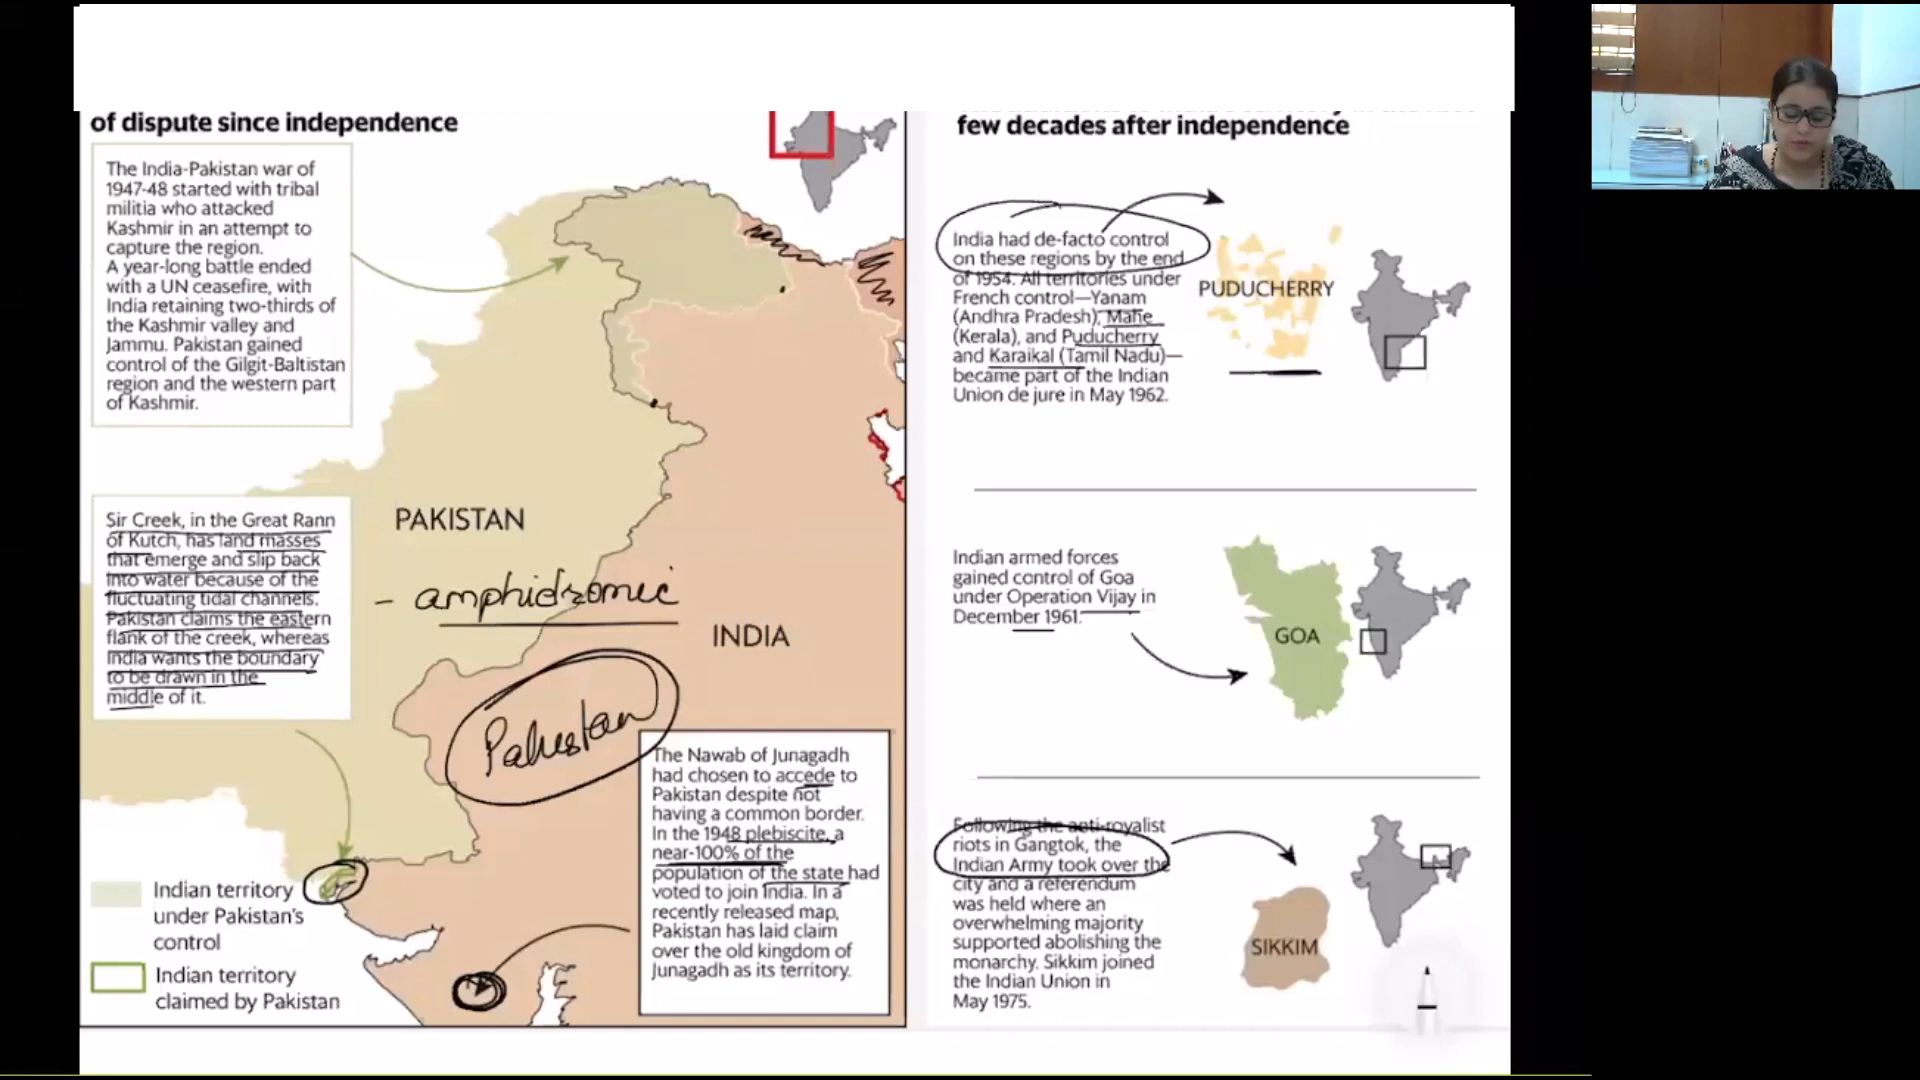 of dispute since independence
The India-Pakistan war of
1947-48 started with tribal
militia who attacked
Kashmir in an attempt to
capture the region.
A year-long battle ended
with a UN ceasefire, with
India retaining two-thirds of
the Kashmir valley and
Jammu. Pakistan gained
control of the Gilgit-Baltistan
region and the western part
of Kashmir.
Sir Creek, in the Great Rann
of Kutch, has land masses
that emerge and slip back
into water because of the
fluctuating tidal channels.
Pakistan claims the eastern
flank of the creek, whereas
India wants the boundary
to be drawn in the
middle of it.
PAKISTAN
- amphidromic
INDIA
Pakistan
The Nawab of Junagadh
had chosen to accede to
Pakistan despite not
having a common border.
In the 1948 plebiscite, a
near-100% of the
population of the state had
voted to join India. In a
recently released map,
Pakistan has laid claim
over the old kingdom of
Junagadh as its territory.
Indian territory
under Pakistan's
control
Indian territory
claimed by Pakistan
few decades after independence
India had de-facto control
on these regions by the end
of 1954. All territories under
French control—Yanam
(Andhra Pradesh), Mahe
(Kerala), and Puducherry
and Karaikal (Tamil Nadu)—
became part of the Indian
Union de jure in May 1962.
PUDUCHERRY
Indian armed forces
gained control of Goa
under Operation Vijay in
December 1961.
GOA
Following the anti-royalist
riots in Gangtok, the
Indian Army took over the
city and a referendum
was held where an
overwhelming majority
supported abolishing the
monarchy. Sikkim joined
the Indian Union in
May 1975.
SIKKIM